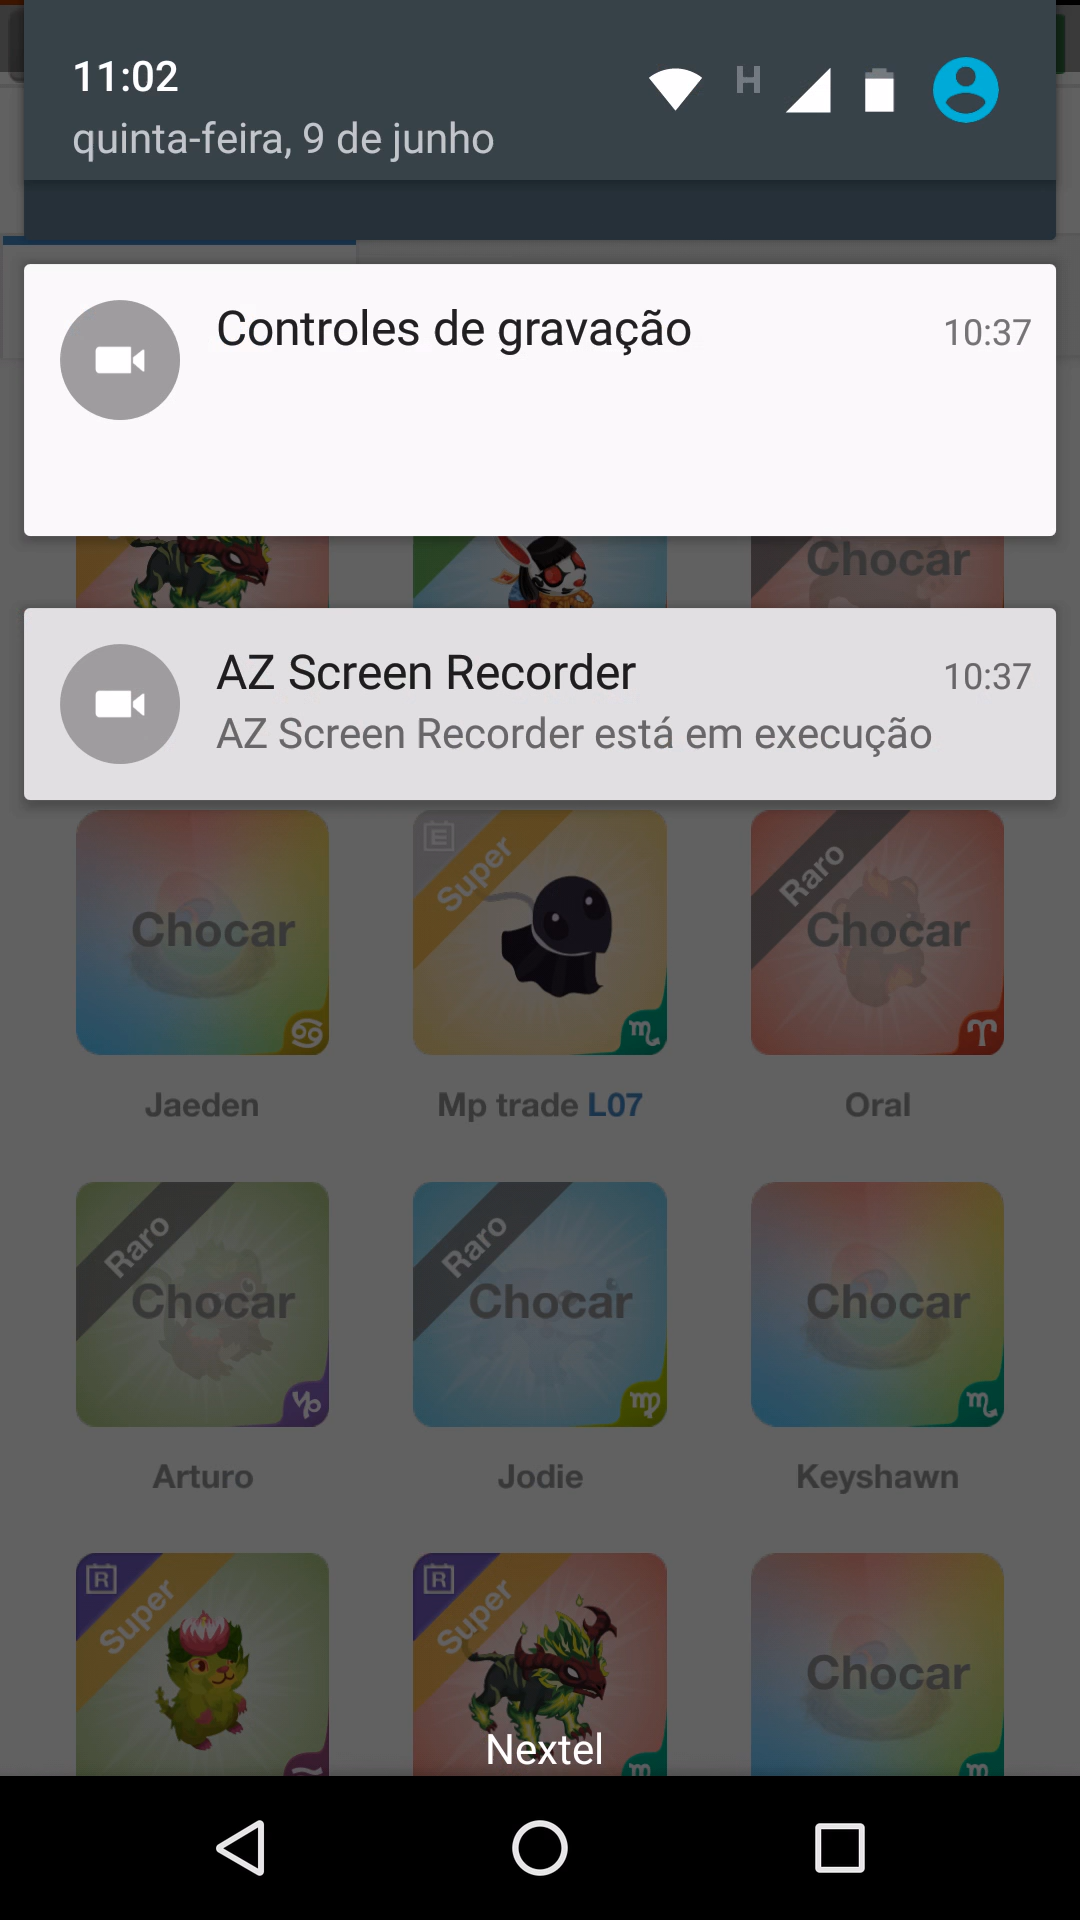 11:02
H
quinta-feira, 9 de junho
Controles de gravação
10:37
Chocar
AZ Screen Recorder
10:37
AZ Screen Recorder está em execução
Chocar
E
Super
Raro
Chocar
Jaeden
Mp trade L07
Oral
Raro
Chocar
Raro
Chocar
Chocar
Arturo
Jodie
Keyshawn
R
Super
R
Super
Chocar
Nextel